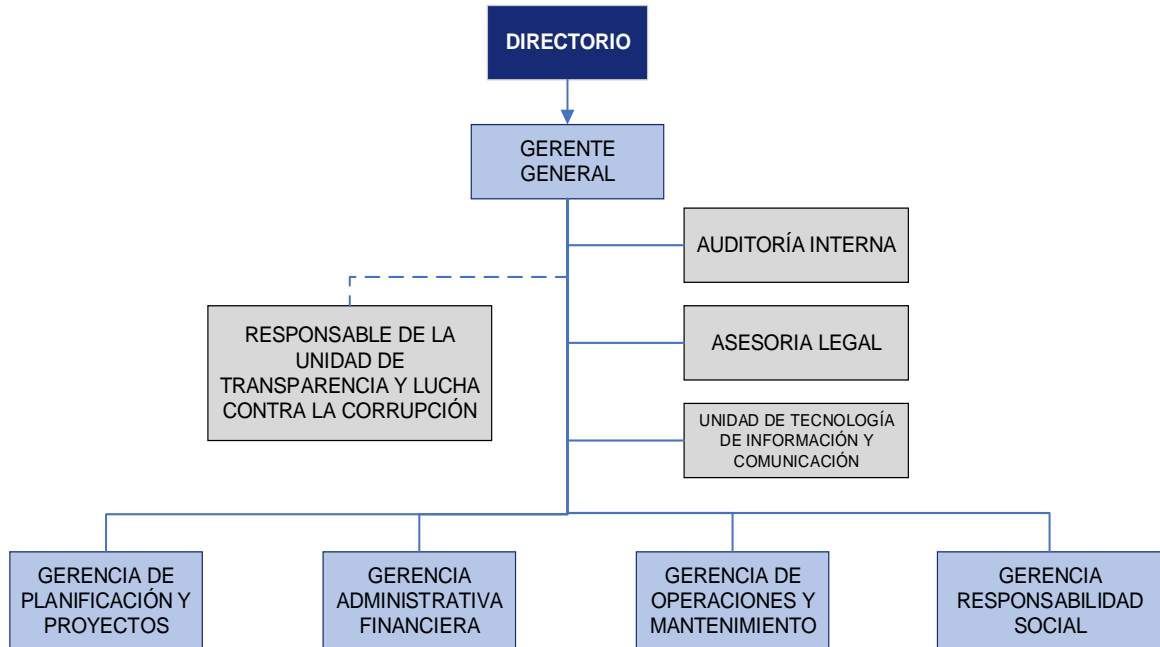 DIRECTORIO
GERENTE
GENERAL
AUDITORÍA INTERNA
RESPONSABLE DE LA
UNIDAD DE
TRANSPARENCIA Y LUCHA
CONTRA LA CORRUPCIÓN
ASESORIA LEGAL
UNIDAD DE TECNOLOGÍA
DE INFORMACIÓN Y
COMUNICACIÓN
GERENCIA DE
PLANIFICACIÓN Y
PROYECTOS
GERENCIA
ADMINISTRATIVA
FINANCIERA
GERENCIA DE
OPERACIONES Y
MANTENIMIENTO
GERENCIA
RESPONSABILIDAD
SOCIAL